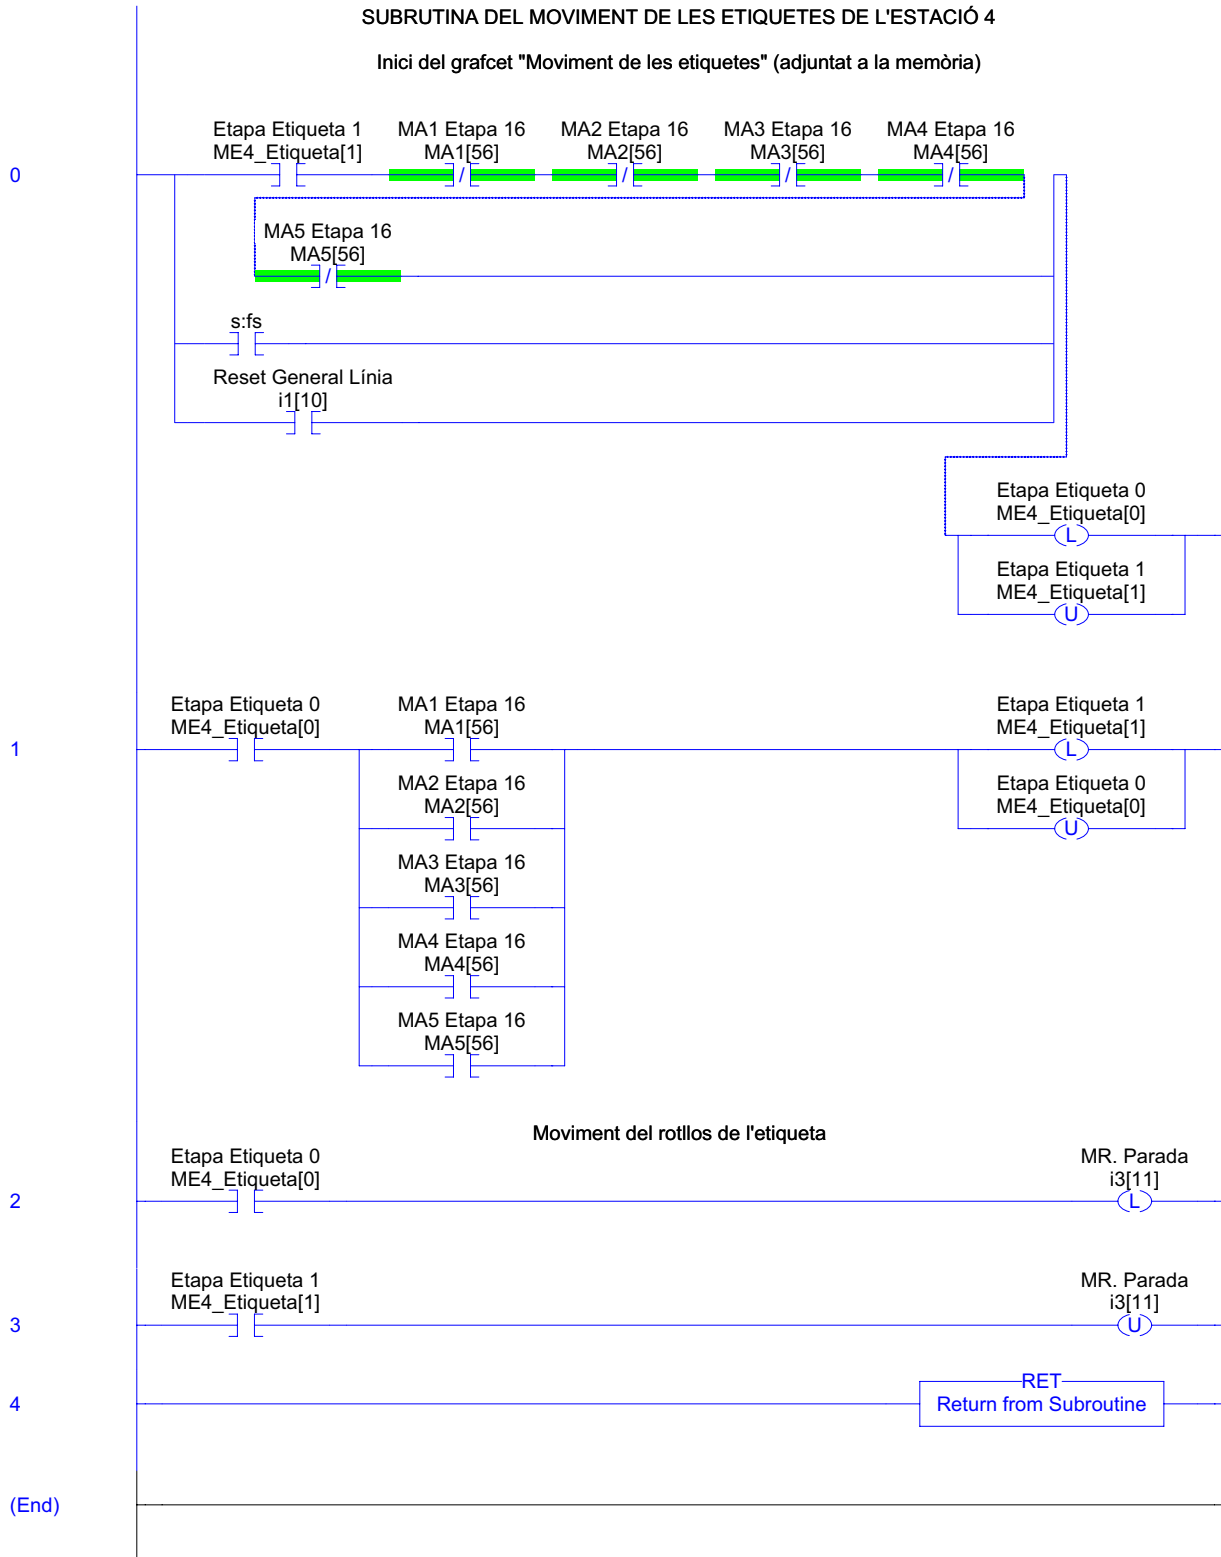 SUBRUTINA DEL MOVIMENT DE LES ETIQUETES DE L'ESTACIÓ 4
Inici del grafcet "Moviment de les etiquetes" (adjuntat a la memòria)
Etapa Etiqueta 1 MA1 Etapa 16 MA2 Etapa 16 MA3 Etapa 16 MA4 Etapa 16
ME4_Etiqueta[1] MA1[56] MA2[56] MA3[56] MA4[56]
0 / / / /
MA5 Etapa 16
MA5[56]
/
s:fs
Reset General Línia
i1[10]
Etapa Etiqueta 0
ME4_Etiqueta[0]
L
Etapa Etiqueta 1
ME4_Etiqueta[1]
U
Etapa Etiqueta 0 MA1 Etapa 16 Etapa Etiqueta 1
ME4_Etiqueta[0] MA1[56] ME4_Etiqueta[1]
1 L
MA2 Etapa 16 Etapa Etiqueta 0
MA2[56] ME4_Etiqueta[0]
U
MA3 Etapa 16
MA3[56]
MA4 Etapa 16
MA4[56]
MA5 Etapa 16
MA5[56]
Moviment del rotllos de l'etiqueta
Etapa Etiqueta 0 MR. Parada
ME4_Etiqueta[0] i3[11]
2 L
Etapa Etiqueta 1 MR. Parada
ME4_Etiqueta[1] i3[11]
3 U
RET
4 Return from Subroutine
(End)